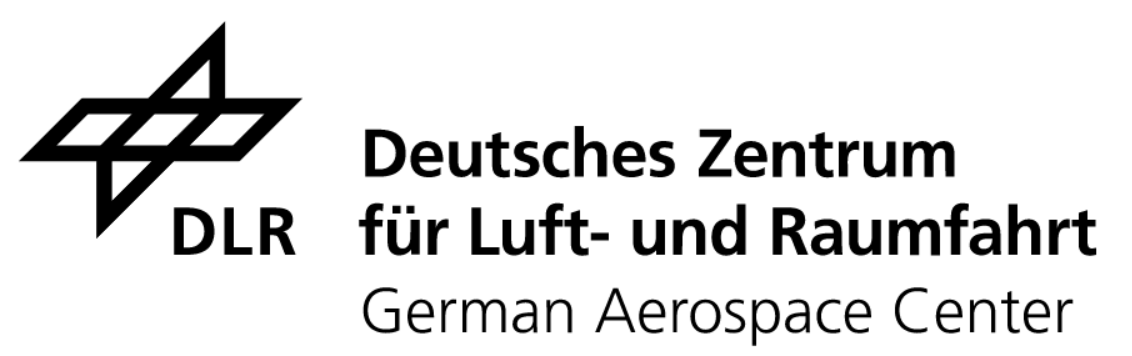 DLR
Deutsches Zentrum
für Luft- und Raumfahrt
German Aerospace Center